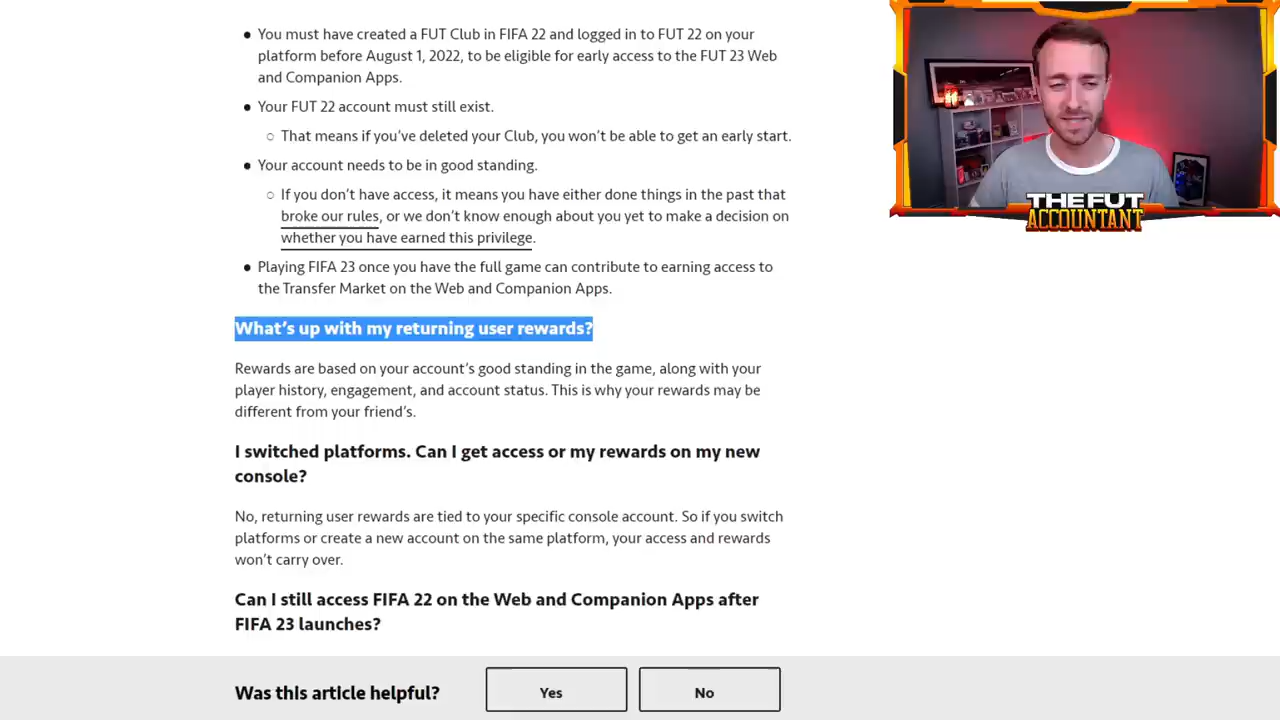 You must have created a FUT Club in FIFA 22 and logged in to FUT 22 on your
platform before August 1, 2022, to be eligible for early access to the FUT 23 Web
and Companion Apps.
Your FUT 22 account must still exist.
That means if you’ve deleted your Club, you won’t be able to get an early start.
Your account needs to be in good standing.
If you don’t have access, it means you have either done things in the past that
broke our rules, or we don’t know enough about you yet to make a decision on
whether you have earned this privilege.
Playing FIFA 23 once you have the full game can contribute to earning access to
the Transfer Market on the Web and Companion Apps.
What’s up with my returning user rewards?
Rewards are based on your account’s good standing in the game, along with your
player history, engagement, and account status. This is why your rewards may be
different from your friend’s.
I switched platforms. Can I get access or my rewards on my new
console?
No, returning user rewards are tied to your specific console account. So if you switch
platforms or create a new account on the same platform, your access and rewards
won’t carry over.
Can I still access FIFA 22 on the Web and Companion Apps after
FIFA 23 launches?
Was this article helpful?
Yes
No
THE FUT
ACCOUNTANT